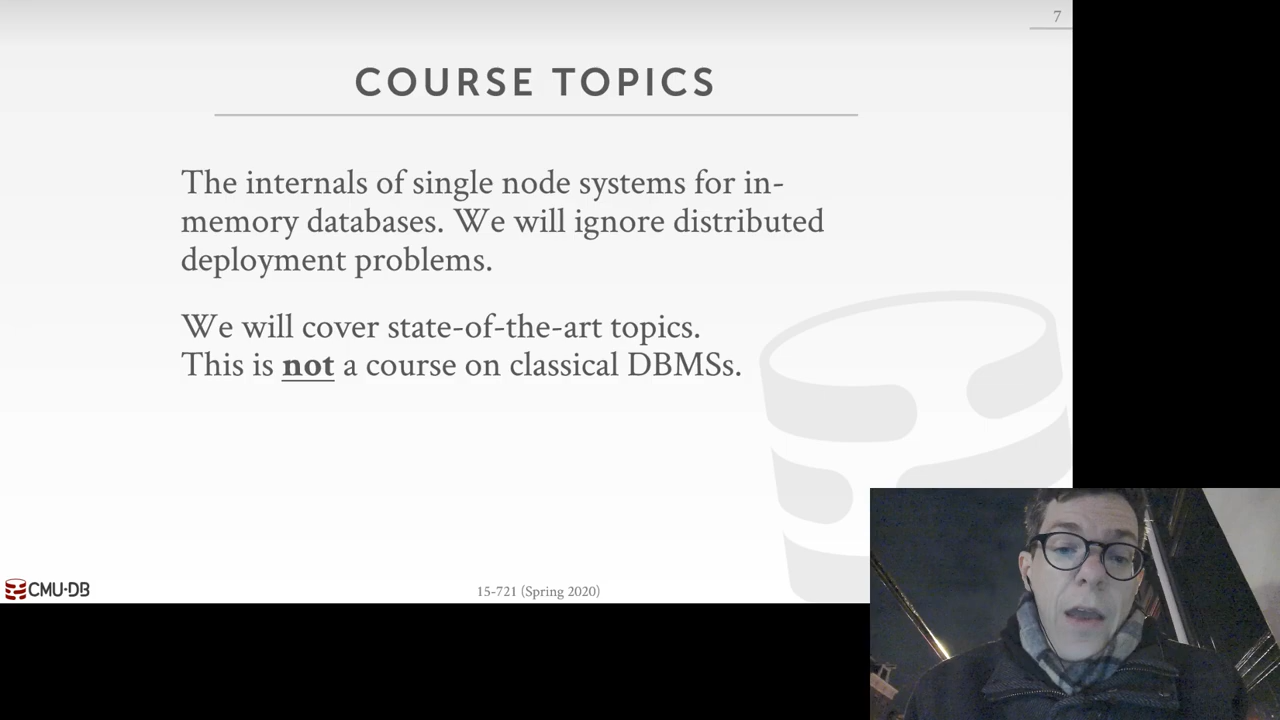 7
COURSE TOPICS
The internals of single node systems for in-
memory databases. We will ignore distributed
deployment problems.
We will cover state-of-the-art topics.
This is not a course on classical DBMSs.
CMU·DB
15-721 (Spring 2020)